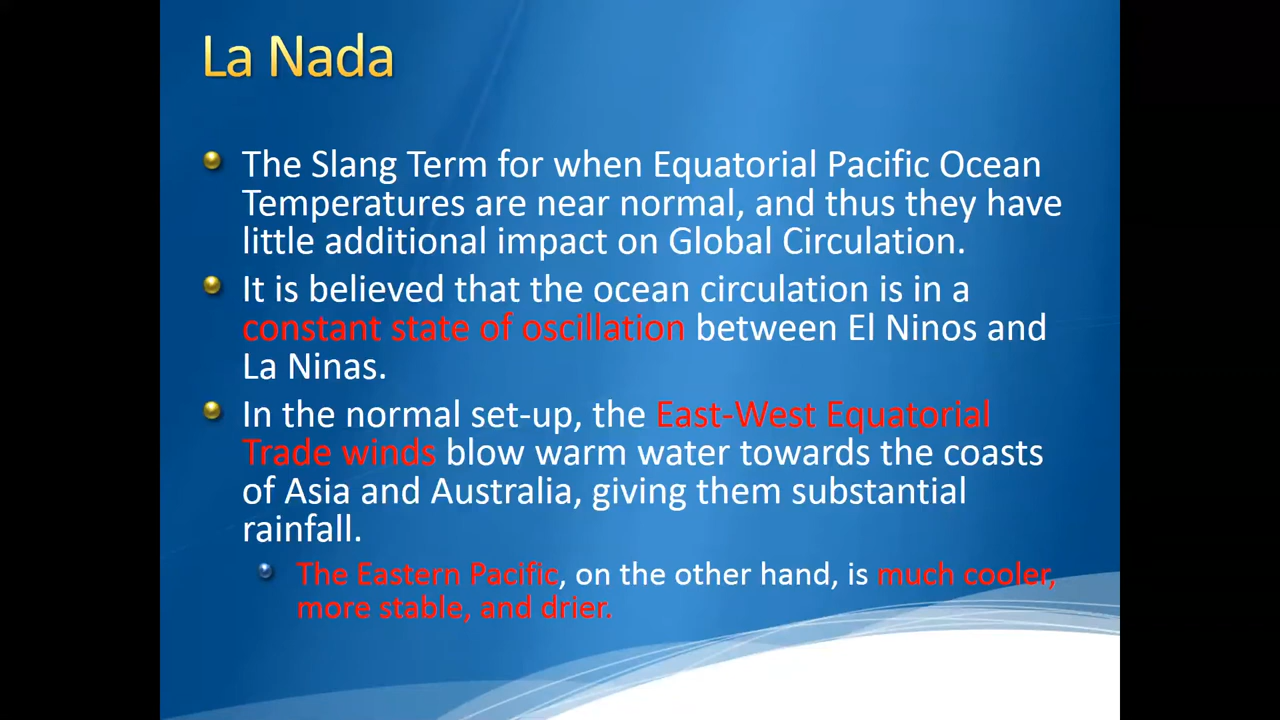 La Nada
The Slang Term for when Equatorial Pacific Ocean
Temperatures are near normal, and thus they have
little additional impact on Global Circulation.
It is believed that the ocean circulation is in a
constant state of oscillation between El Ninos and
La Ninas.
In the normal set-up, the East-West Equatorial
Trade winds blow warm water towards the coasts
of Asia and Australia, giving them substantial
rainfall.
The Eastern Pacific, on the other hand, is much cooler,
more stable, and drier.